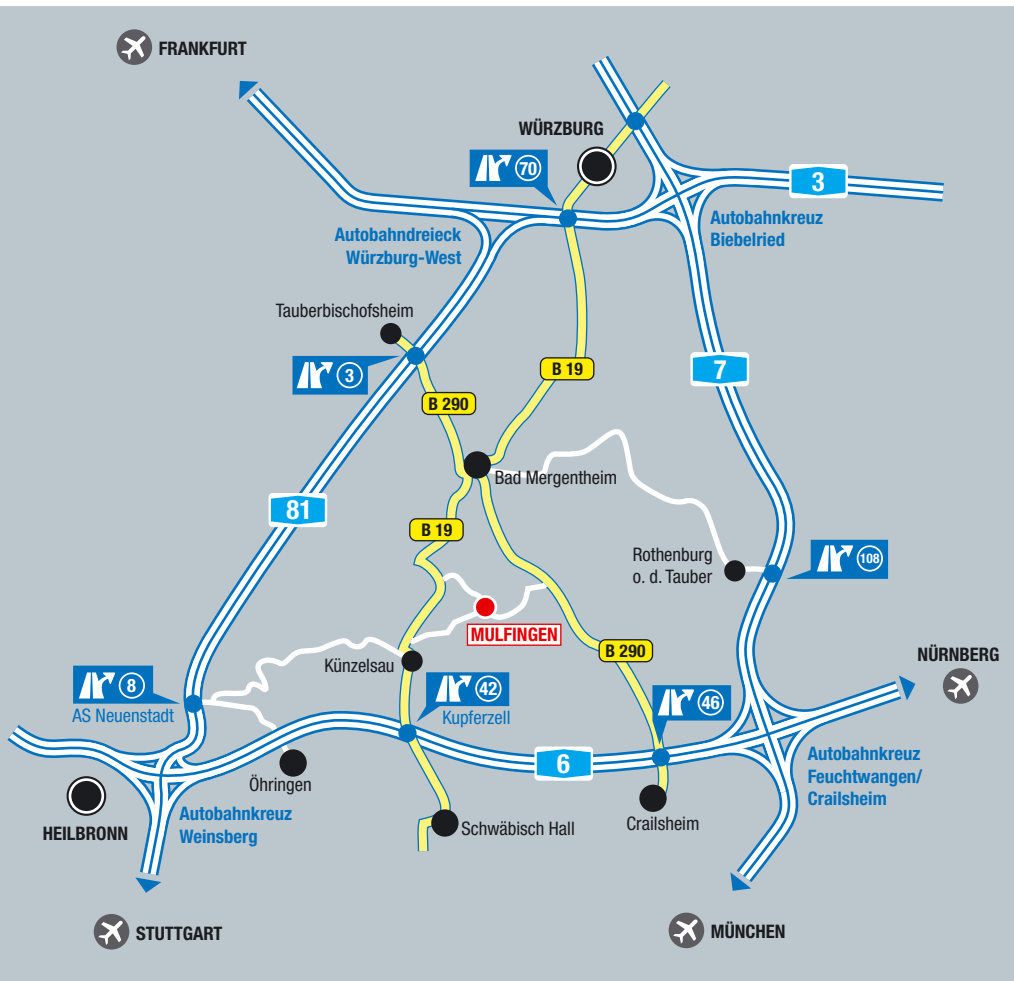 FRANKFURT
WÜRZBURG
70
3
Autobahndreieck
Würzburg-West
Autobahnkreuz
Biebelried
Tauberbischofsheim
3
B 19
7
B 290
Bad Mergentheim
81
B 19
Rothenburg
o. d. Tauber
108
MULFINGEN
B 290
NÜRNBERG
Künzelsau
8
AS Neuenstadt
42
Kupferzell
46
6
Autobahnkreuz
Feuchtwangen/
Crailsheim
Öhringen
HEILBRONN
Autobahnkreuz
Weinsberg
Schwäbisch Hall
Crailsheim
STUTTGART
MÜNCHEN